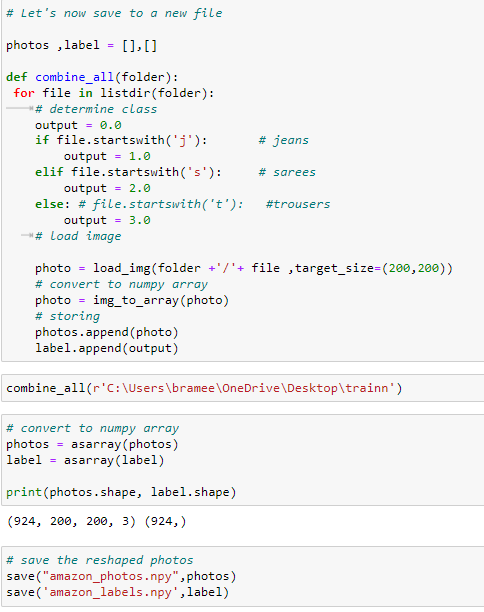 # Let's now save to a new file
photos ,label = [],[]
def combine_all(folder):
for file in listdir(folder):
# determine class
output = 0.0
if file.startswith('j'): # jeans
output = 1.0
elif file.startswith('s'): # sarees
output = 2.0
else: # file.startswith('t'): #trousers
output = 3.0
# load image
photo = load_img(folder +'/'+ file ,target_size=(200,200))
# convert to numpy array
photo = img_to_array(photo)
# storing
photos.append(photo)
label.append(output)
combine_all(r'C:\Users\bramee\OneDrive\Desktop\trainn')
# convert to numpy array
photos = asarray(photos)
label = asarray(label)
print(photos.shape, label.shape)
(924, 200, 200, 3) (924,)
# save the reshaped photos
save("amazon_photos.npy",photos)
save('amazon_labels.npy',label)